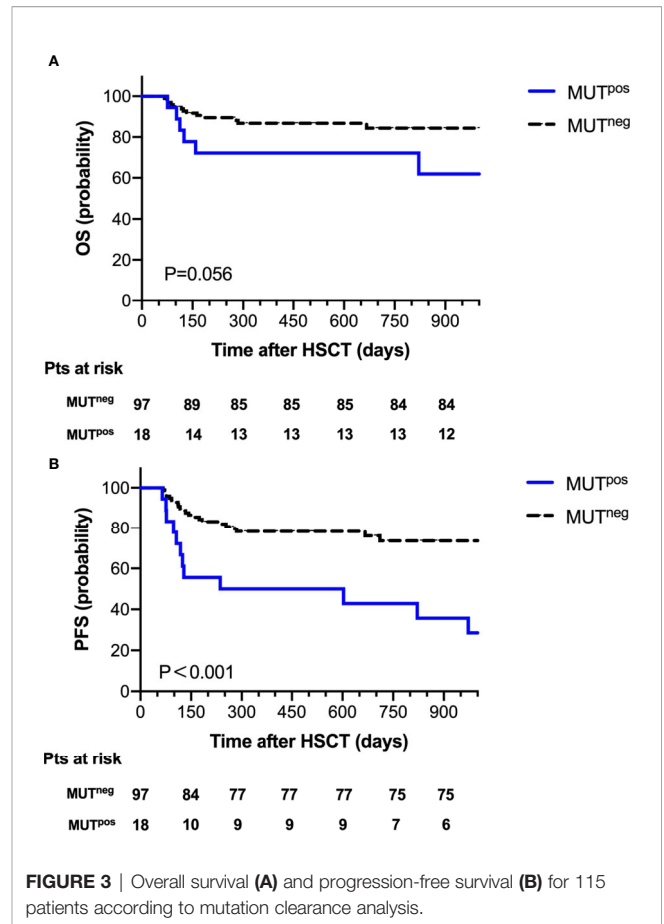 A
100
80
60
40
20
0
OS (probability)
P=0.056
0 150 300 450 600 750 900
Time after HSCT (days)
MUTpos
MUTneg
Pts at risk
MUTneg 97 89 85 85 85 84 84
MUTpos 18 14 13 13 13 13 12
B
100
80
60
40
20
0
PFS (probability)
P<0.001
0 150 300 450 600 750 900
Time after HSCT (days)
MUTpos
MUTneg
Pts at risk
MUTneg 97 84 77 77 77 75 75
MUTpos 18 10 9 9 9 7 6
FIGURE 3 | Overall survival (A) and progression-free survival (B) for 115
patients according to mutation clearance analysis.